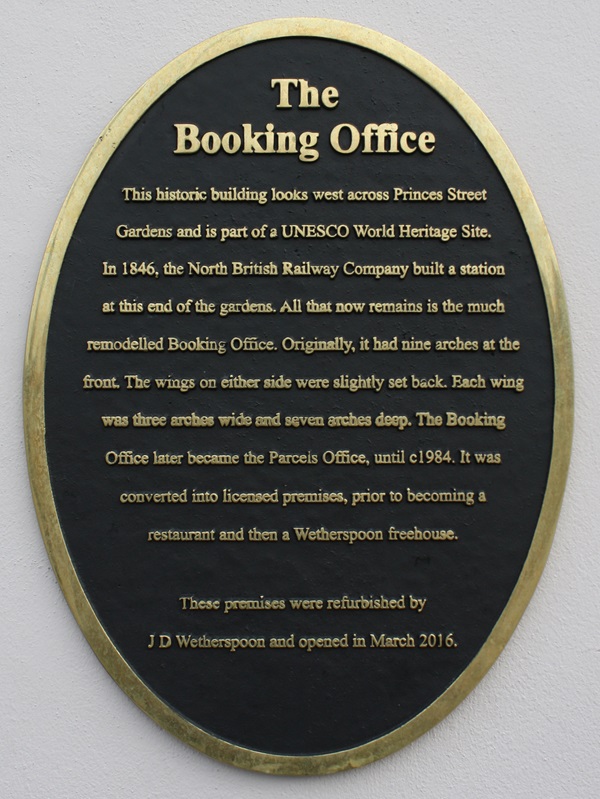 The
Booking Office
This historic building looks west across Princes Street
Gardens and is part of a UNESCO World Heritage Site.
In 1846, the North British Railway Company built a station
at this end of the gardens. All that now remains is the much
remodelled Booking Office. Originally, it had nine arches at the
front. The wings on either side were slightly set back. Each wing
was three arches wide and seven arches deep. The Booking
Office later became the Parcels Office, until c1984. It was
converted into licensed premises, prior to becoming a
restaurant and then a Wetherspoon freehouse.
These premises were refurbished by
J D Wetherspoon and opened in March 2016.